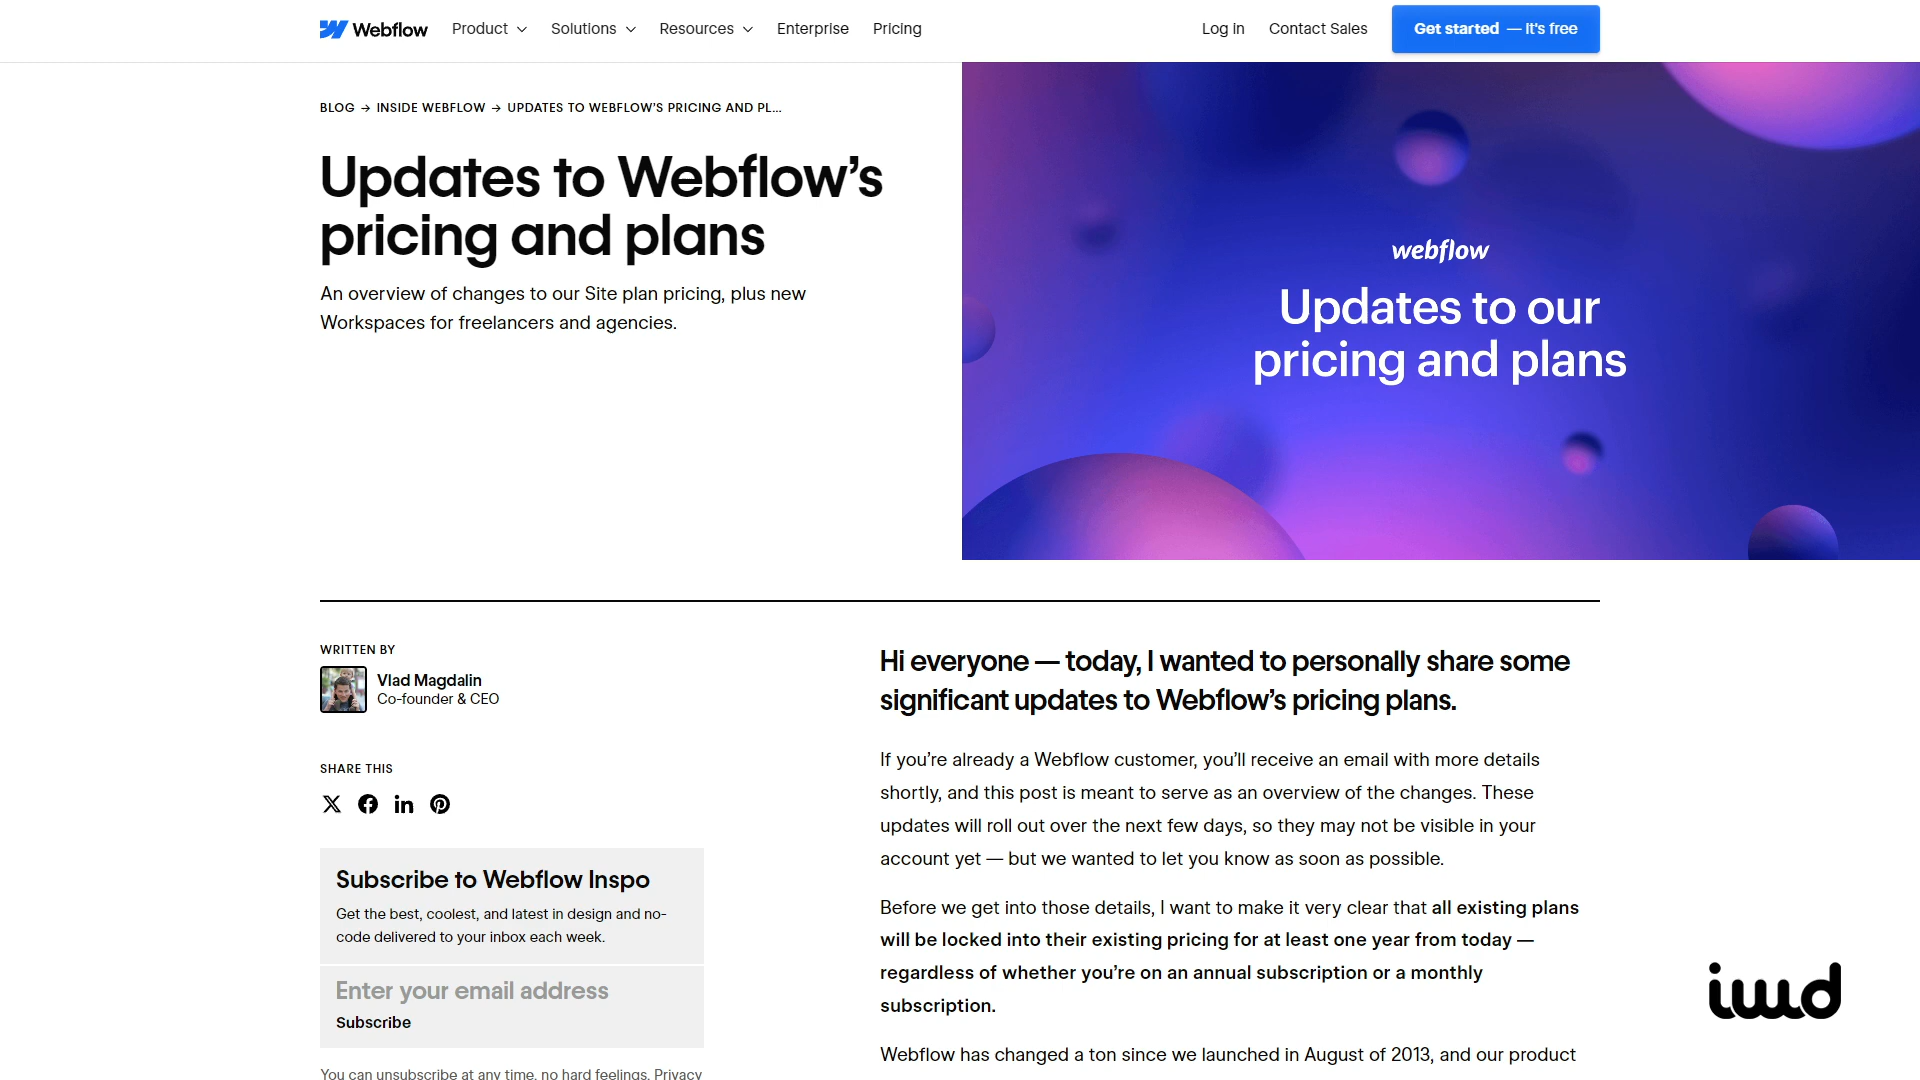 Webflow Product Solutions Resources Enterprise Pricing Log in Contact Sales Get started — it's free
BLOG → INSIDE WEBFLOW → UPDATES TO WEBFLOW'S PRICING AND PL...
Updates to Webflow's
pricing and plans
An overview of changes to our Site plan pricing, plus new
Workspaces for freelancers and agencies.
webflow
Updates to our
pricing and plans
WRITTEN BY
Vlad Magdalin
Co-founder & CEO
SHARE THIS
Subscribe to Webflow Inspo
Get the best, coolest, and latest in design and no-
code delivered to your inbox each week.
Enter your email address
Subscribe
You can unsubscribe at any time, no hard feelings. Privacy
Hi everyone — today, I wanted to personally share some
significant updates to Webflow's pricing plans.
If you're already a Webflow customer, you'll receive an email with more details
shortly, and this post is meant to serve as an overview of the changes. These
updates will roll out over the next few days, so they may not be visible in your
account yet — but we wanted to let you know as soon as possible.
Before we get into those details, I want to make it very clear that all existing plans
will be locked into their existing pricing for at least one year from today —
regardless of whether you're on an annual subscription or a monthly
subscription.
Webflow has changed a ton since we launched in August of 2013, and our product
iwd